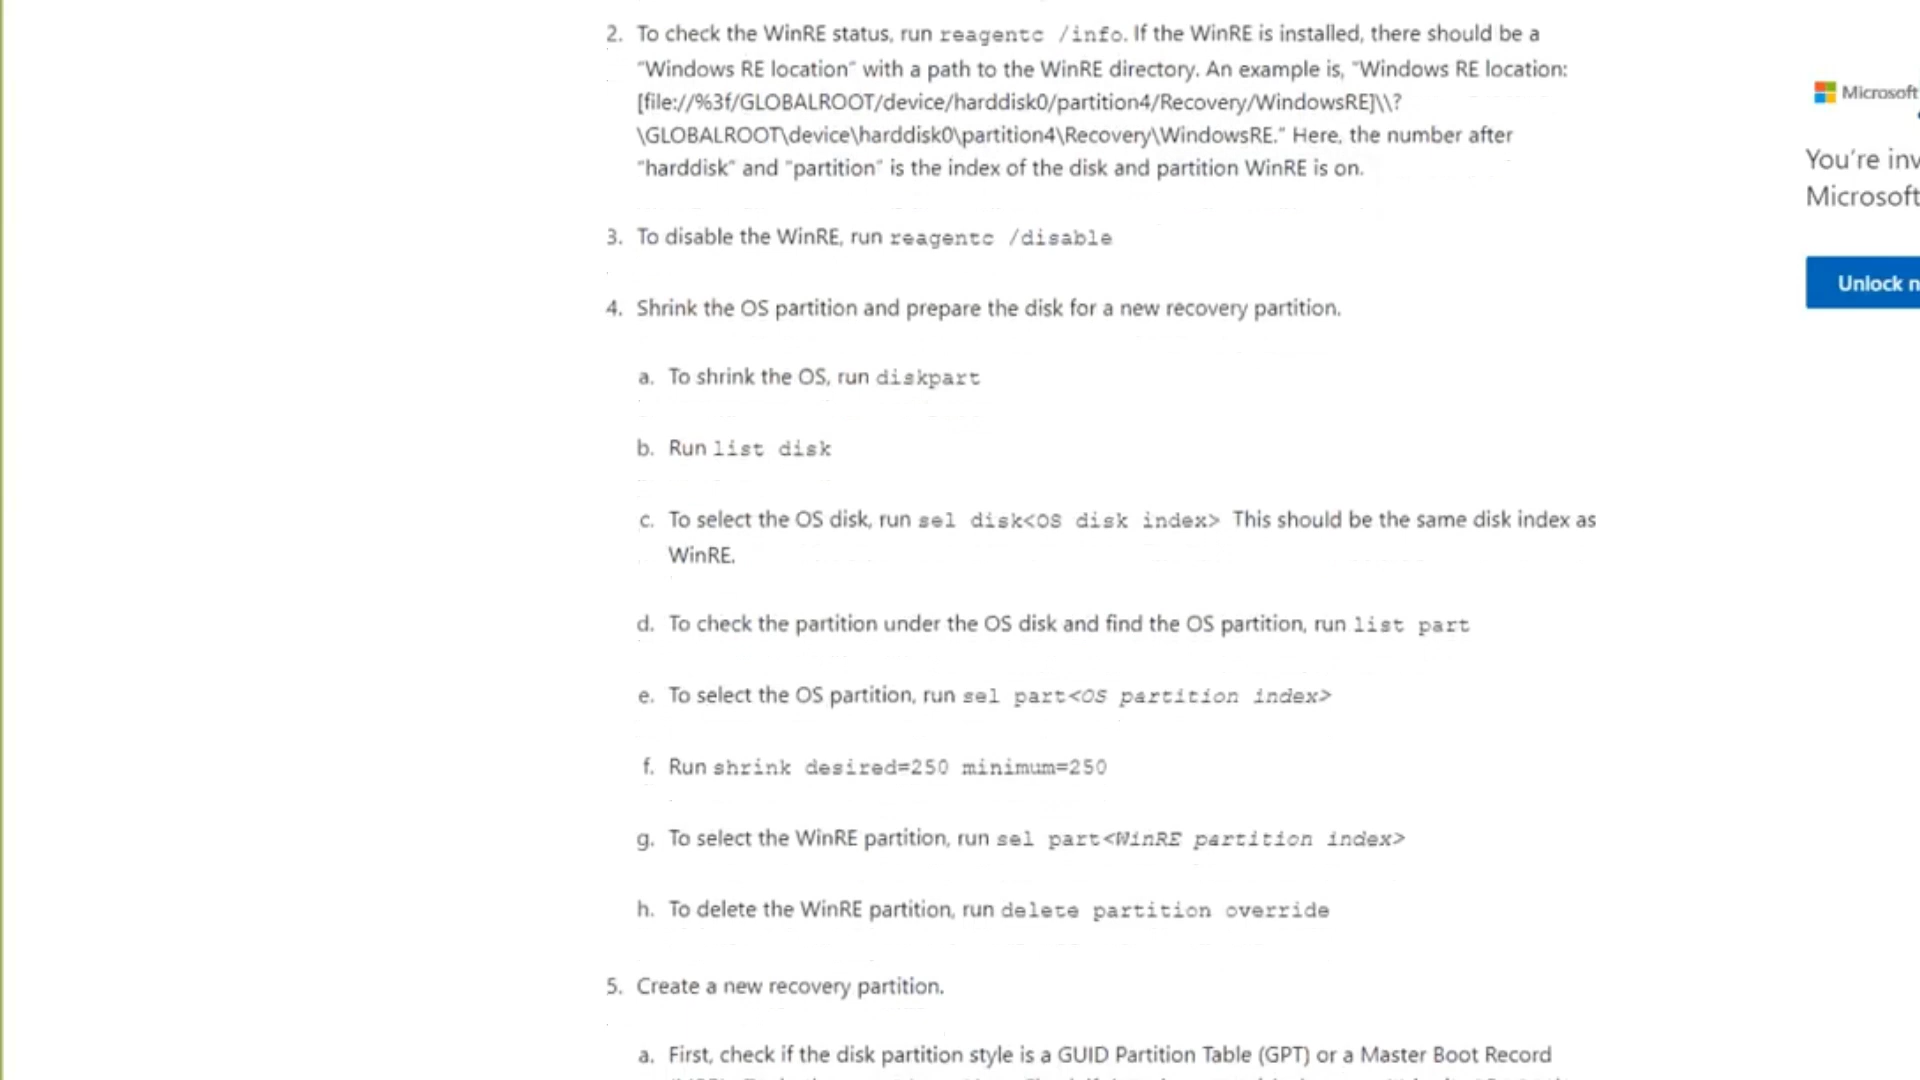 2. To check the WinRE status, run reagentc /info. If the WinRE is installed, there should be a
"Windows RE location" with a path to the WinRE directory. An example is, "Windows RE location:
[file://%3f/GLOBALROOT/device/harddisk0/partition4/Recovery/WindowsRE]\\?
\GLOBALROOT\device\harddisk0\partition4\Recovery\WindowsRE." Here, the number after
"harddisk" and "partition" is the index of the disk and partition WinRE is on.
Microsoft
You're inv
Microsoft
Unlock n
3. To disable the WinRE, run reagentc /disable
4. Shrink the OS partition and prepare the disk for a new recovery partition.
a. To shrink the OS, run diskpart
b. Run list disk
c. To select the OS disk, run sel disk<OS disk index> This should be the same disk index as
WinRE.
d. To check the partition under the OS disk and find the OS partition, run list part
e. To select the OS partition, run sel part<OS partition index>
f. Run shrink desired=250 minimum=250
g. To select the WinRE partition, run sel part<WinRE partition index>
h. To delete the WinRE partition, run delete partition override
5. Create a new recovery partition.
a. First, check if the disk partition style is a GUID Partition Table (GPT) or a Master Boot Record